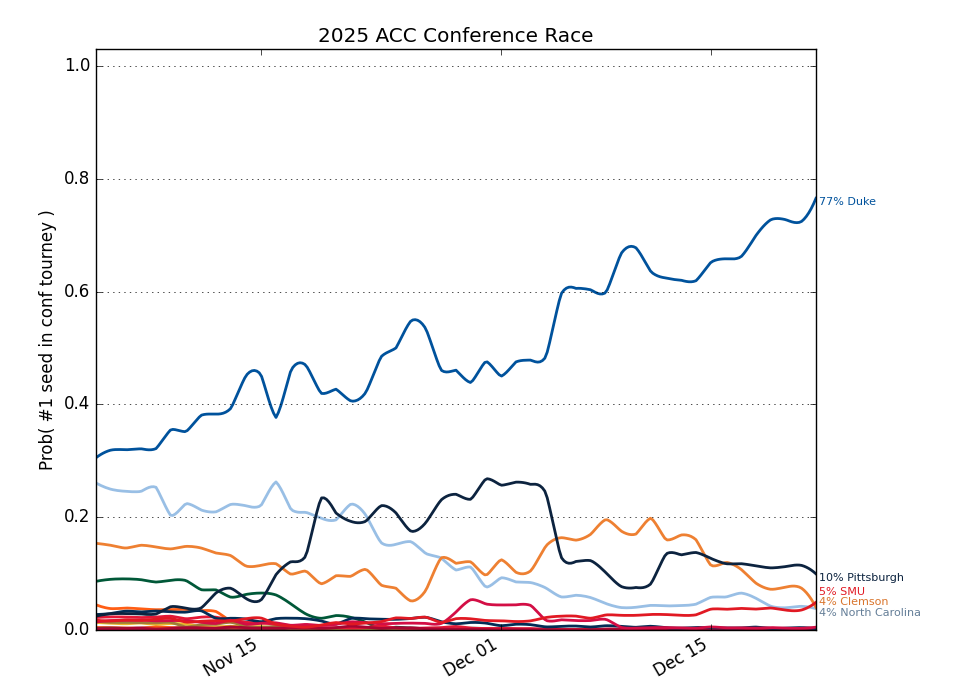 2025 ACC Conference Race
Prob( #1 seed in conf tourney )
1.0
0.8
0.6
0.4
0.2
0.0
Nov 15
Dec 01
Dec 15
77% Duke
10% Pittsburgh
5% SMU
4% Clemson
4% North Carolina